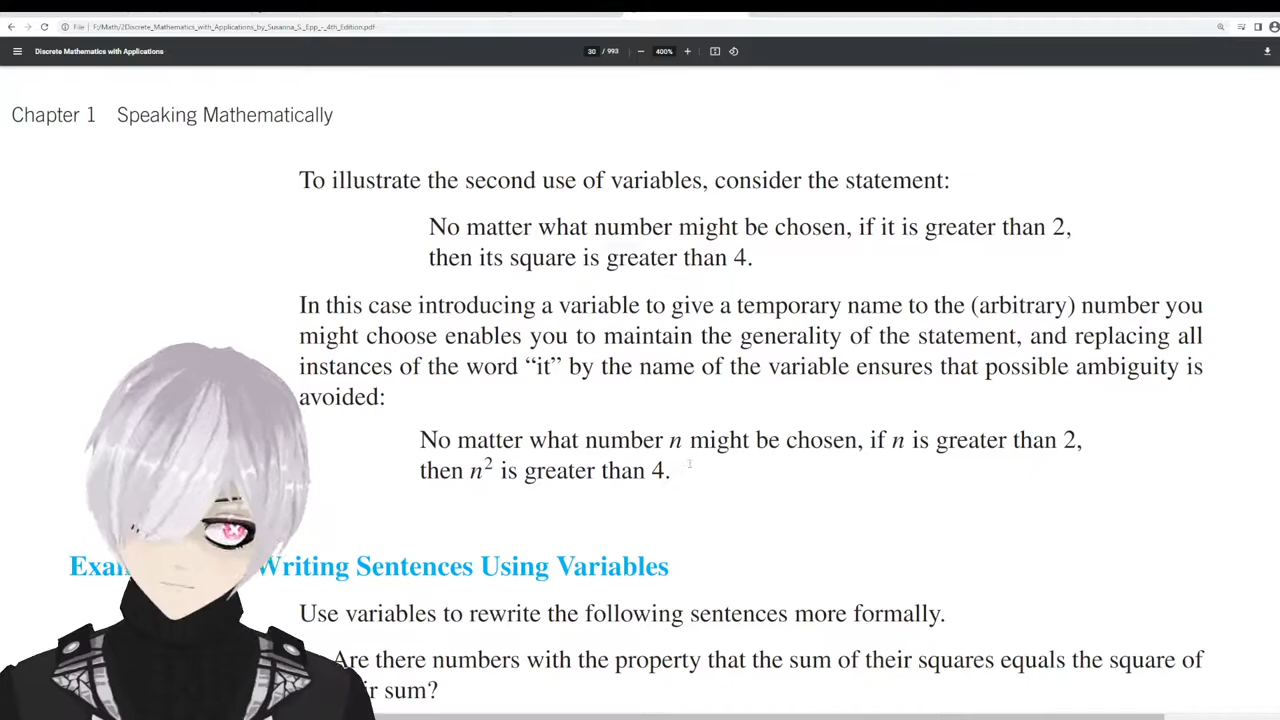 File | F:/Math/2Discrete_Mathematics_with_Applications_by_Susanna_S._Epp_-_4th_Edition.pdf
Discrete Mathematics with Applications 30 / 993 — 400% +
Chapter 1 Speaking Mathematically
To illustrate the second use of variables, consider the statement:
No matter what number might be chosen, if it is greater than 2,
then its square is greater than 4.
In this case introducing a variable to give a temporary name to the (arbitrary) number you
might choose enables you to maintain the generality of the statement, and replacing all
instances of the word “it” by the name of the variable ensures that possible ambiguity is
avoided:
No matter what number n might be chosen, if n is greater than 2,
then n² is greater than 4.
Writing Sentences Using Variables
Use variables to rewrite the following sentences more formally.
Are there numbers with the property that the sum of their squares equals the square of
sum?